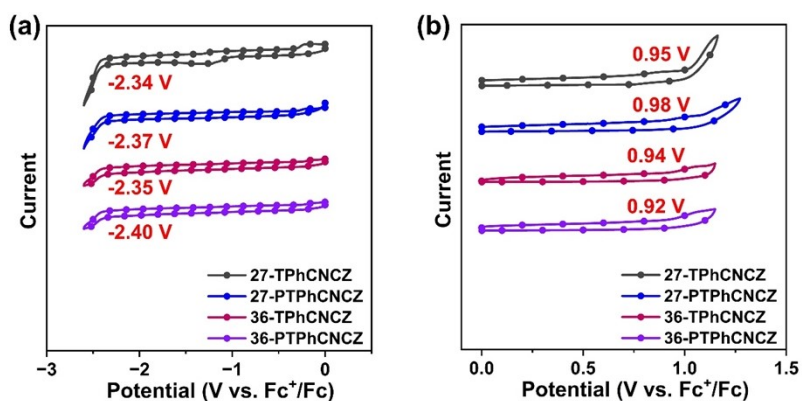 (a)
-2.34 V
-2.37 V
-2.35 V
-2.40 V
27-TPhCNCZ
27-PTPhCNCZ
36-TPhCNCZ
36-PTPhCNCZ
Current
−3 −2 −1 0
Potential (V vs. Fc⁺/Fc)
(b)
0.95 V
0.98 V
0.94 V
0.92 V
27-TPhCNCZ
27-PTPhCNCZ
36-TPhCNCZ
36-PTPhCNCZ
Current
0.0 0.5 1.0 1.5
Potential (V vs. Fc⁺/Fc)